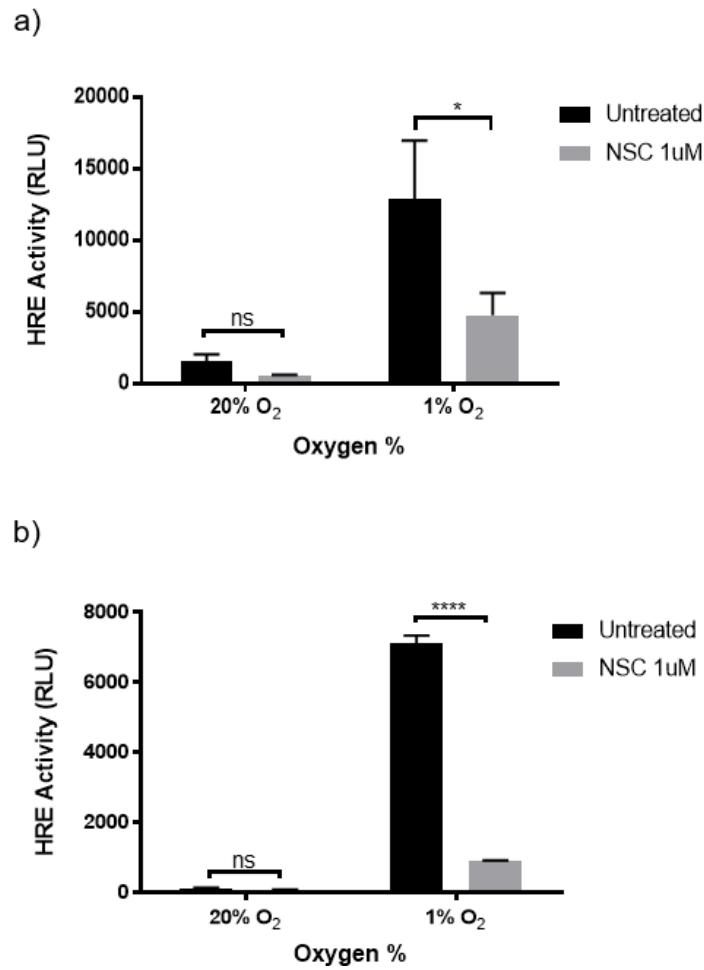 a)
HRE Activity (RLU)
20000
15000
10000
5000
0
ns
*
Untreated
NSC 1uM
20% O₂
1% O₂
Oxygen %
b)
HRE Activity (RLU)
8000
6000
4000
2000
0
ns
****
Untreated
NSC 1uM
20% O₂
1% O₂
Oxygen %